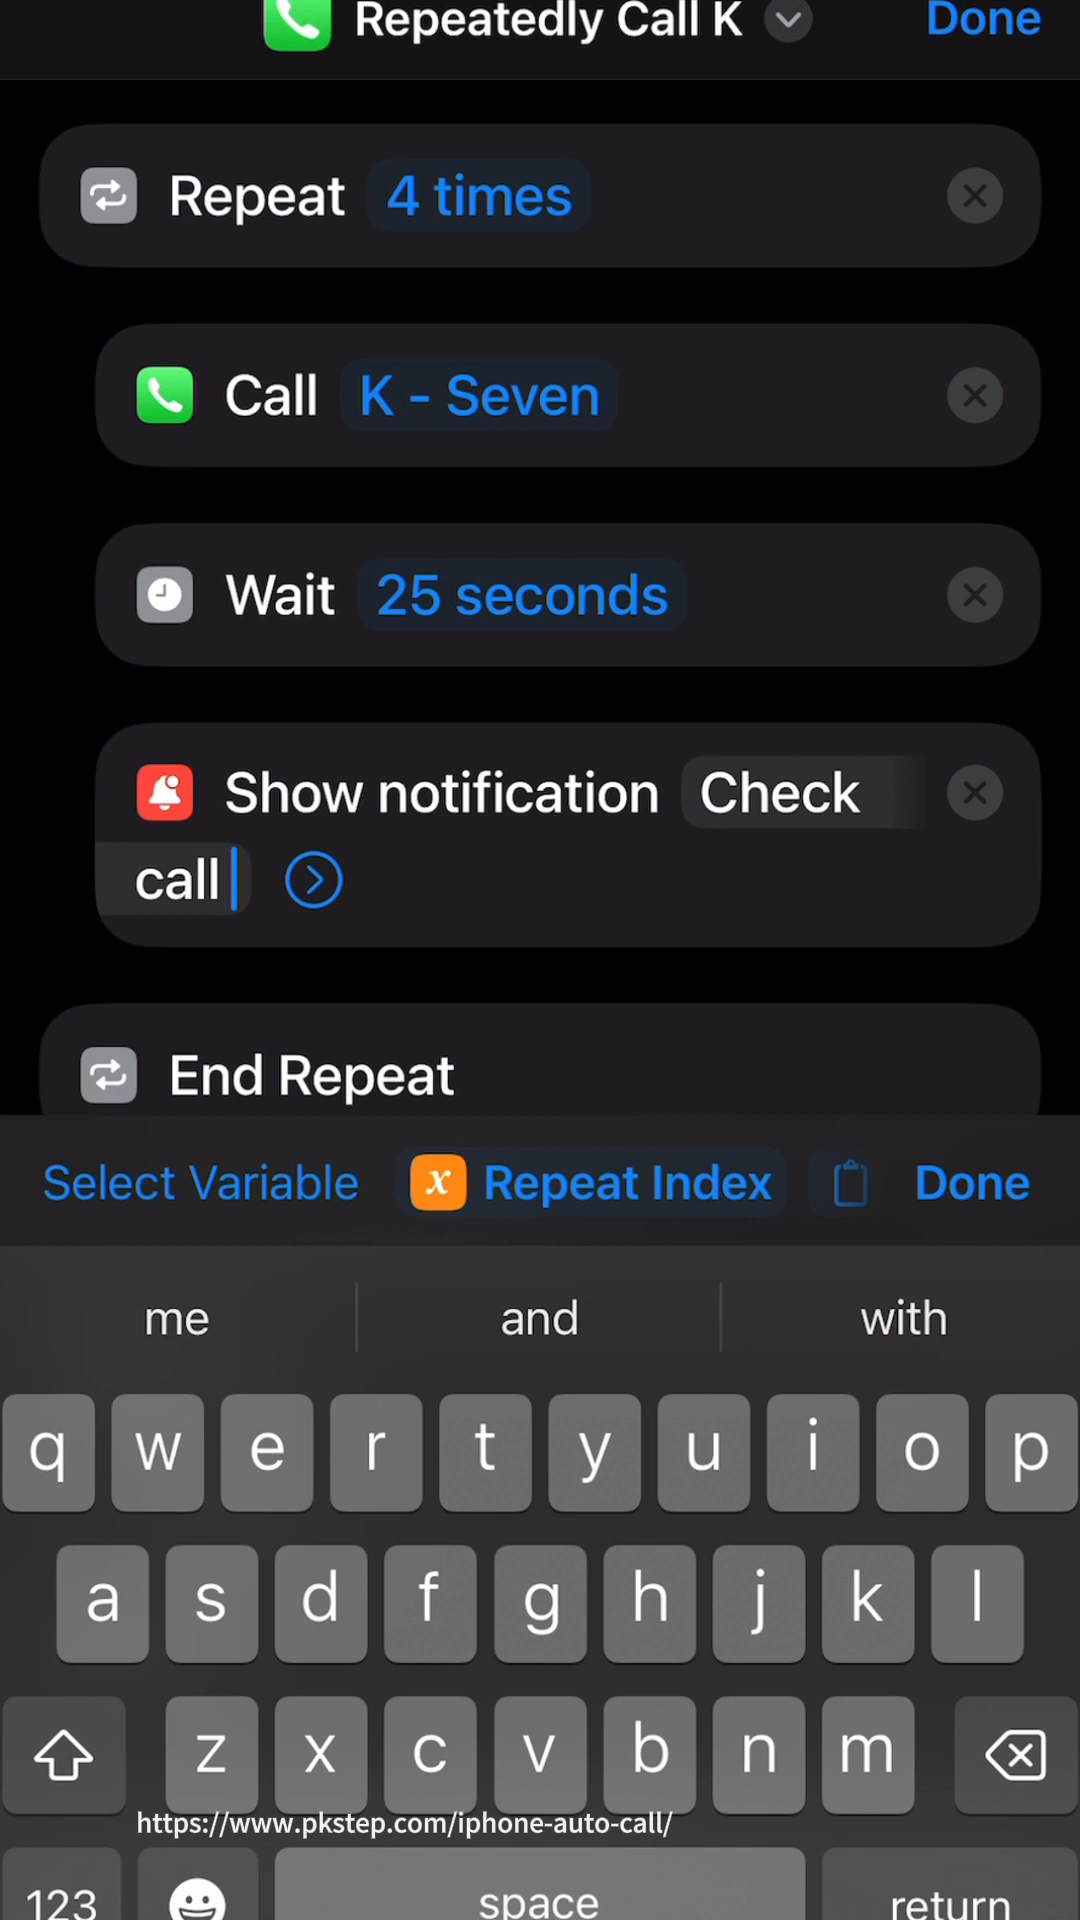 Repeatedly Call K
Done
Repeat 4 times
Call K - Seven
Wait 25 seconds
Show notification Check
call
End Repeat
Select Variable x Repeat Index Done
me and with
q w e r t y u i o p
a s d f g h j k l
z x c v b n m
https://www.pkstep.com/iphone-auto-call/
123 space return